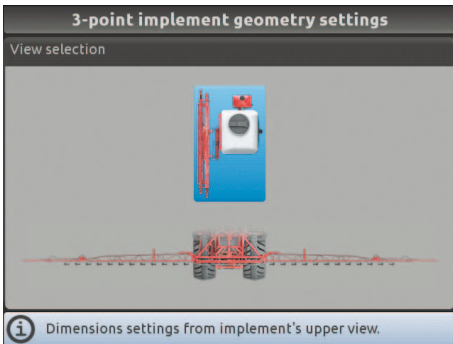 3-point implement geometry settings
View selection
Dimensions settings from implement's upper view.